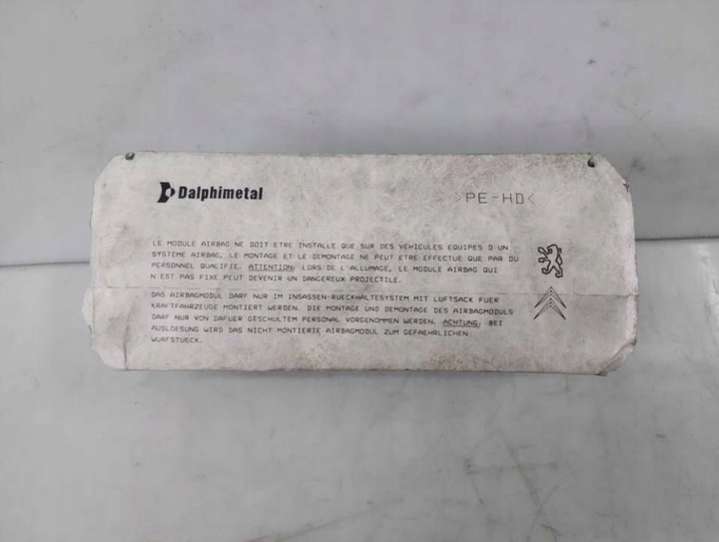 Dalphimetal
>PE-HD<
LE MODULE AIRBAG NE DOIT ETRE INSTALLE QUE SUR DES VEHICULES EQUIPES D UN
SYSTEME AIRBAG, LE MONTAGE ET LE DEMONTAGE NE PEUT ETRE EFFECTUE QUE PAR DU
PERSONNEL QUALIFIE. ATTENTION: LORS DE L'ALLUMAGE, LE MODULE AIRBAG QUI
N EST PAS FIXE PEUT DEVENIR UN DANGEREUX PROJECTILE.
DAS AIRBAGMODUL DARF NUR IM INSASSEN-RUECKHALTESYSTEM MIT LUFTSACK FUER
KRAFTFAHRZEUGE MONTIERT WERDEN. DIE MONTAGE UND DEMONTAGE DES AIRBAGMODULS
DARF NUR VON DAFUER GESCHULTEM PERSONAL VORGENOMMEN WERDEN. ACHTUNG: BEI
AUSLOESUNG WIRD DAS NICHT MONTIERTE AIRBAGMODUL ZUM GEFAEHRLICHEN
WURFSTUECK.